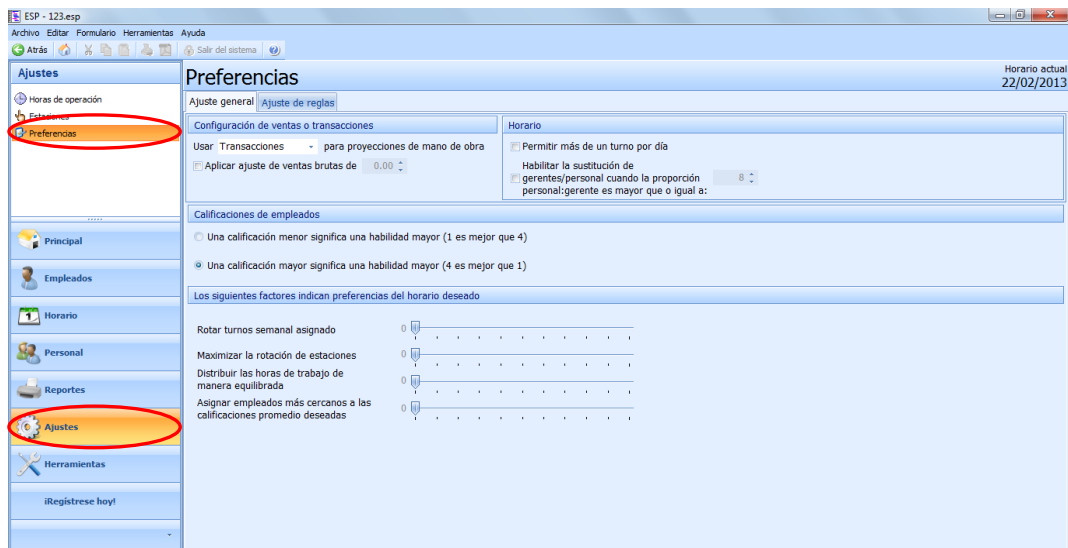 ESP - 123.esp
Archivo Editar Formulario Herramientas Ayuda
Atrás Salir del sistema
Ajustes
Horas de operación
Estaciones
Preferencias
Principal
Empleados
1 Horario
Personal
Reportes
Ajustes
Herramientas
¡Regístrese hoy!
Preferencias
Horario actual
22/02/2013
Ajuste general Ajuste de reglas
Configuración de ventas o transacciones
Usar Transacciones para proyecciones de mano de obra
Aplicar ajuste de ventas brutas de 0.00
Horario
Permitir más de un turno por día
Habilitar la sustitución de
gerentes/personal cuando la proporción 8
personal:gerente es mayor que o igual a:
Calificaciones de empleados
Una calificación menor significa una habilidad mayor (1 es mejor que 4)
Una calificación mayor significa una habilidad mayor (4 es mejor que 1)
Los siguientes factores indican preferencias del horario deseado
Rotar turnos semanal asignado 0
Maximizar la rotación de estaciones 0
Distribuir las horas de trabajo de
manera equilibrada 0
Asignar empleados más cercanos a las
calificaciones promedio deseadas 0